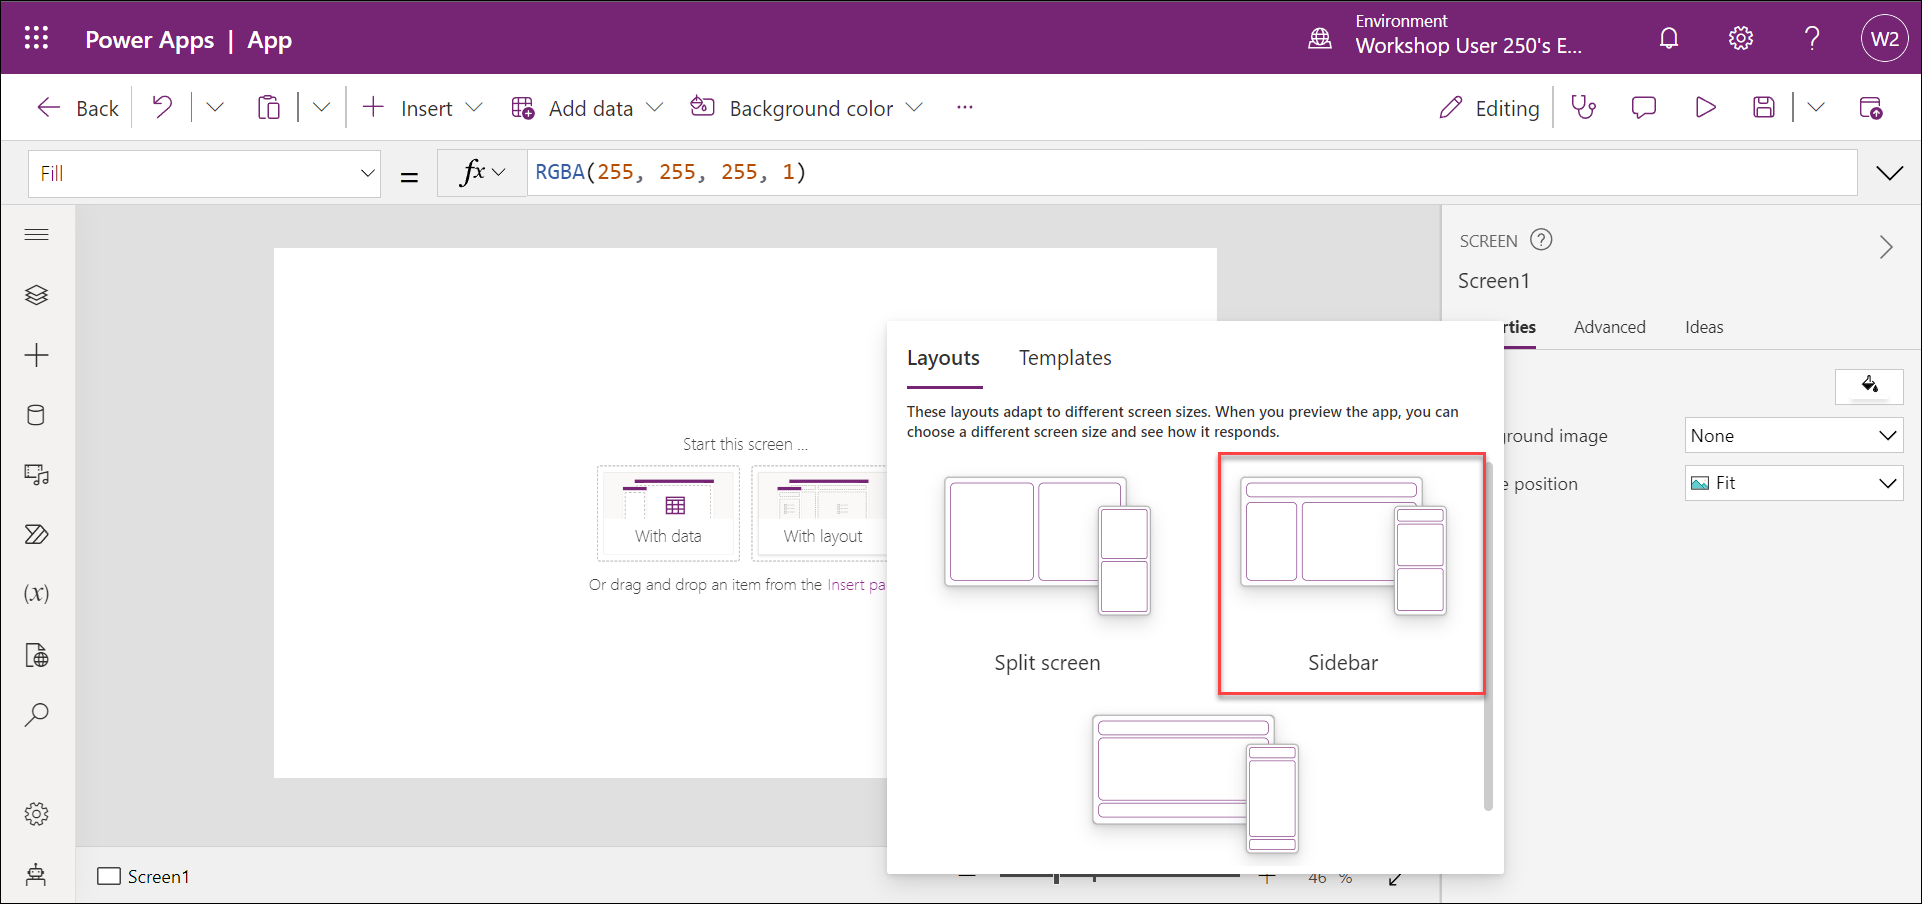 Power Apps | App
Environment
Workshop User 250's E...
?
W2
Back
Insert
Add data
Background color
...
Editing
Fill
=
fx
RGBA(255, 255, 255, 1)
SCREEN ?
Screen1
rties
Advanced
Ideas
Layouts
Templates
These layouts adapt to different screen sizes. When you preview the app, you can
choose a different screen size and see how it responds.
round image
None
e position
Fit
Start this screen ...
With data
With layout
Or drag and drop an item from the Insert pa
Split screen
Sidebar
(x)
Screen1
46 %